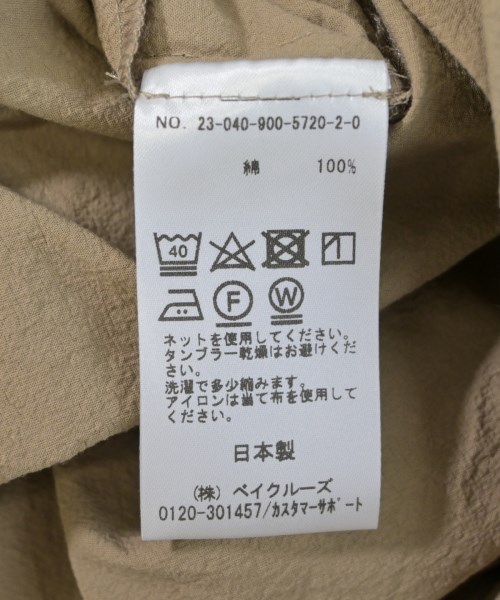 NO. 23-040-900-5720-2-0
綿 100%
40
F W
ネットを使用してください。
タンブラー乾燥はお避けくだ
さい。
洗濯で多少縮みます。
アイロンは当て布を使用して
ください。
日本製
(株) ベイクルーズ
0120-301457/カスタマーサポート